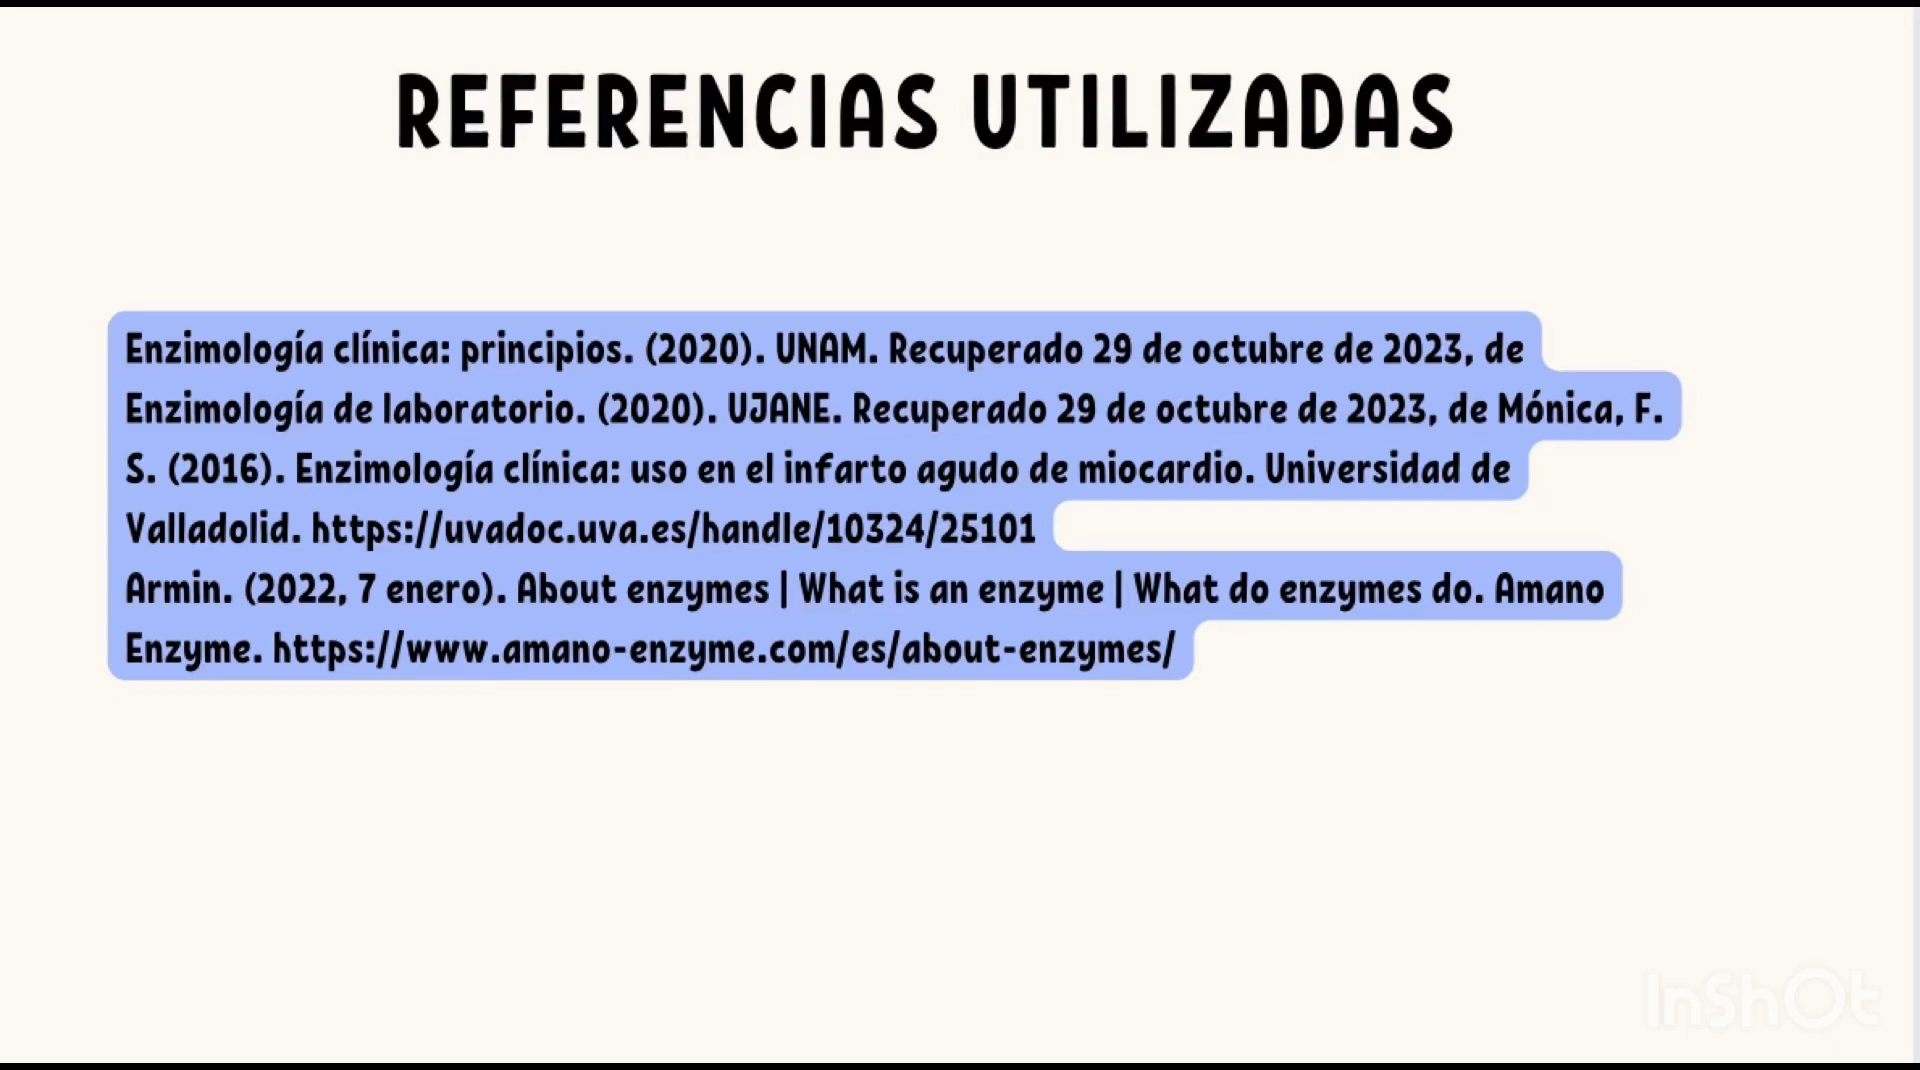 REFERENCIAS UTILIZADAS
Enzimología clínica: principios. (2020). UNAM. Recuperado 29 de octubre de 2023, de
Enzimología de laboratorio. (2020). UJANE. Recuperado 29 de octubre de 2023, de Mónica, F.
S. (2016). Enzimología clínica: uso en el infarto agudo de miocardio. Universidad de
Valladolid. https://uvadoc.uva.es/handle/10324/25101
Armin. (2022, 7 enero). About enzymes | What is an enzyme | What do enzymes do. Amano
Enzyme. https://www.amano-enzyme.com/es/about-enzymes/
InShOt